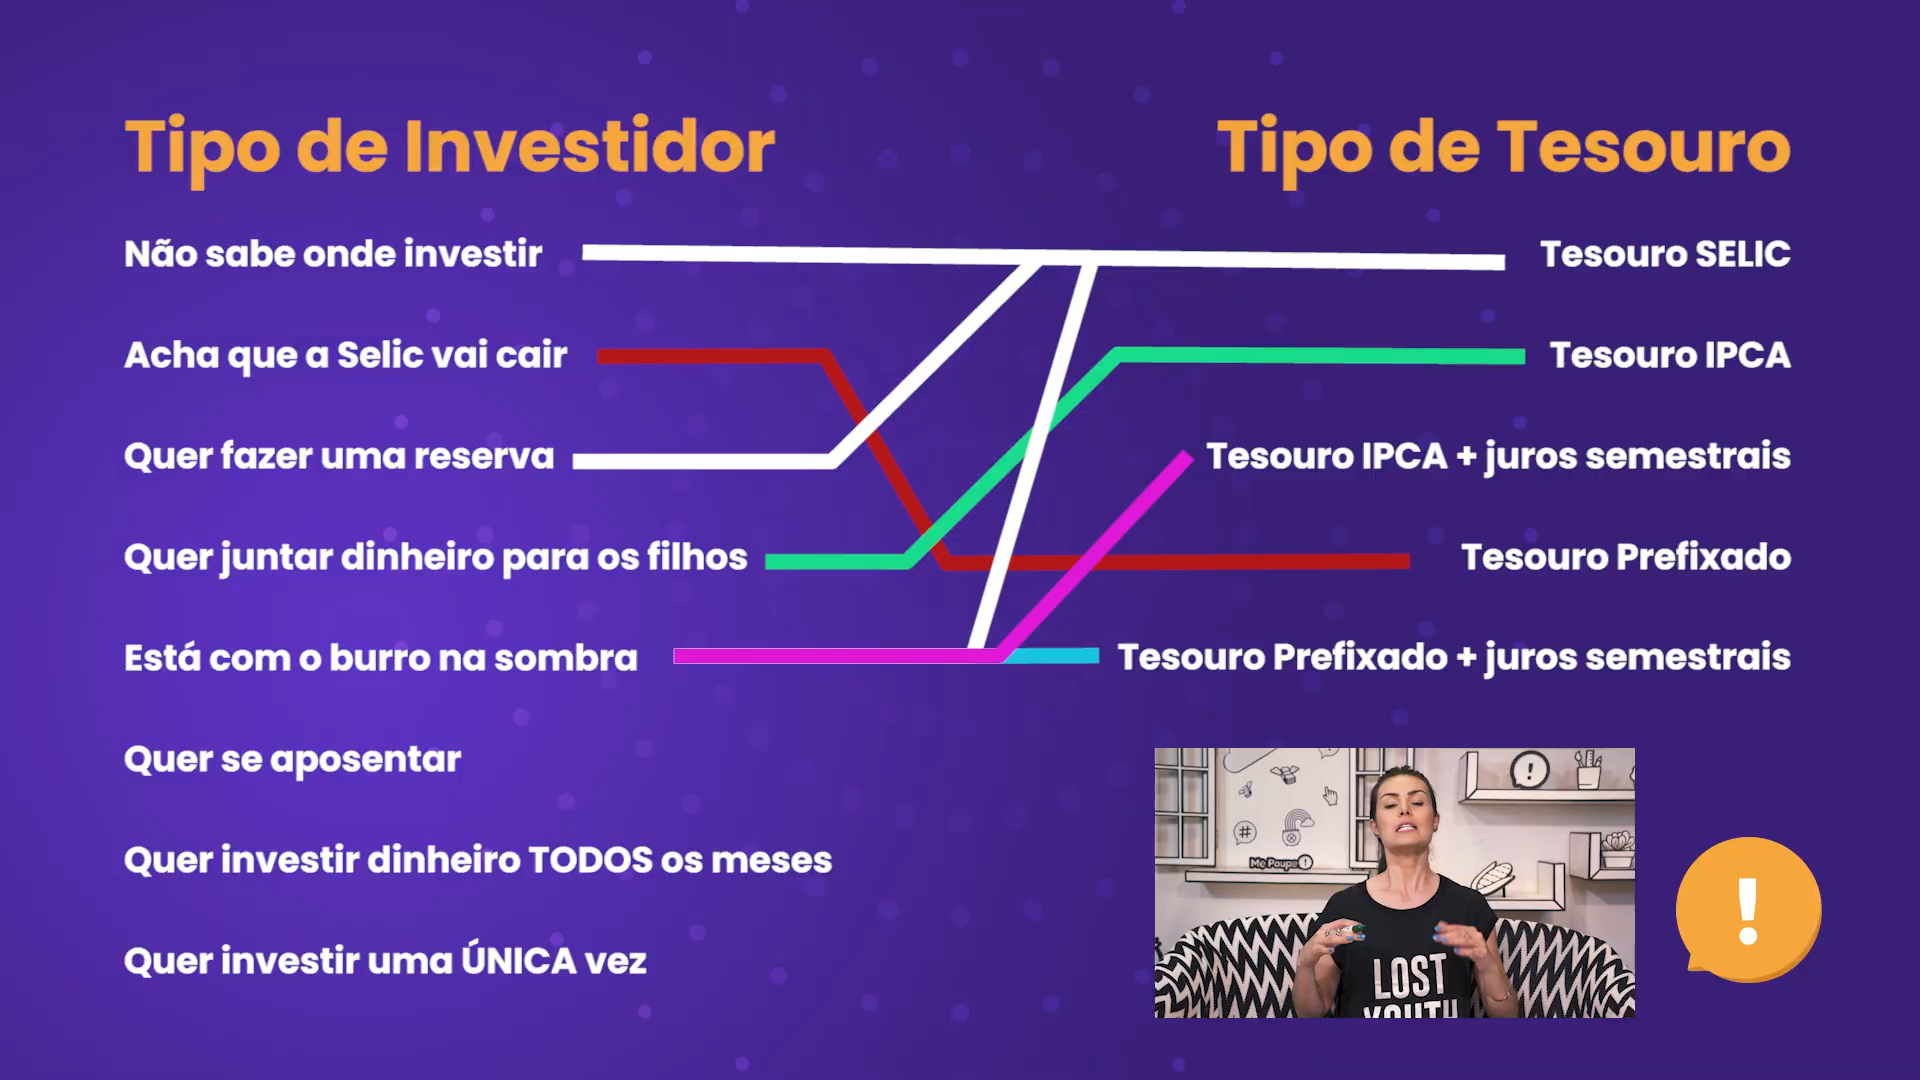 Tipo de Investidor
Tipo de Tesouro
Não sabe onde investir
Tesouro SELIC
Acha que a Selic vai cair
Tesouro IPCA
Quer fazer uma reserva
Tesouro IPCA + juros semestrais
Quer juntar dinheiro para os filhos
Tesouro Prefixado
Está com o burro na sombra
Tesouro Prefixado + juros semestrais
Quer se aposentar
Quer investir dinheiro TODOS os meses
Quer investir uma ÚNICA vez
#
!
Me Poupe!
LOST
YOUTH
!